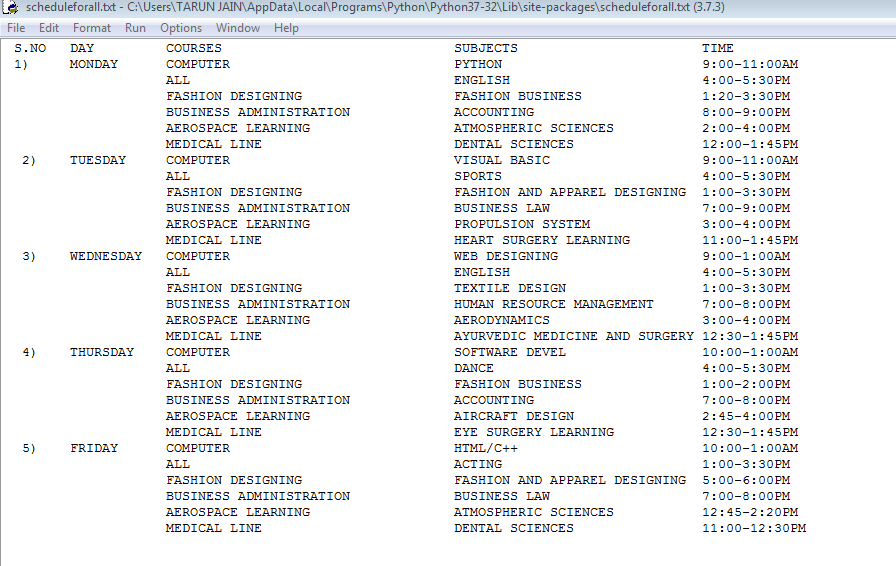 scheduleforall.txt - C:\Users\TARUN JAIN\AppData\Local\Programs\Python\Python37-32\Lib\site-packages\scheduleforall.txt (3.7.3)
File Edit Format Run Options Window Help
S.NO DAY COURSES SUBJECTS TIME
1) MONDAY COMPUTER PYTHON 9:00-11:00AM
ALL ENGLISH 4:00-5:30PM
FASHION DESIGNING FASHION BUSINESS 1:20-3:30PM
BUSINESS ADMINISTRATION ACCOUNTING 8:00-9:00PM
AEROSPACE LEARNING ATMOSPHERIC SCIENCES 2:00-4:00PM
MEDICAL LINE DENTAL SCIENCES 12:00-1:45PM
2) TUESDAY COMPUTER VISUAL BASIC 9:00-11:00AM
ALL SPORTS 4:00-5:30PM
FASHION DESIGNING FASHION AND APPAREL DESIGNING 1:00-3:30PM
BUSINESS ADMINISTRATION BUSINESS LAW 7:00-9:00PM
AEROSPACE LEARNING PROPULSION SYSTEM 3:00-4:00PM
MEDICAL LINE HEART SURGERY LEARNING 11:00-1:45PM
3) WEDNESDAY COMPUTER WEB DESIGNING 9:00-1:00AM
ALL ENGLISH 4:00-5:30PM
FASHION DESIGNING TEXTILE DESIGN 1:00-3:30PM
BUSINESS ADMINISTRATION HUMAN RESOURCE MANAGEMENT 7:00-8:00PM
AEROSPACE LEARNING AERODYNAMICS 3:00-4:00PM
MEDICAL LINE AYURVEDIC MEDICINE AND SURGERY 12:30-1:45PM
4) THURSDAY COMPUTER SOFTWARE DEVEL 10:00-1:00AM
ALL DANCE 4:00-5:30PM
FASHION DESIGNING FASHION BUSINESS 1:00-2:00PM
BUSINESS ADMINISTRATION ACCOUNTING 7:00-8:00PM
AEROSPACE LEARNING AIRCRAFT DESIGN 2:45-4:00PM
MEDICAL LINE EYE SURGERY LEARNING 12:30-1:45PM
5) FRIDAY COMPUTER HTML/C++ 10:00-1:00AM
ALL ACTING 1:00-3:30PM
FASHION DESIGNING FASHION AND APPAREL DESIGNING 5:00-6:00PM
BUSINESS ADMINISTRATION BUSINESS LAW 7:00-8:00PM
AEROSPACE LEARNING ATMOSPHERIC SCIENCES 12:45-2:20PM
MEDICAL LINE DENTAL SCIENCES 11:00-12:30PM